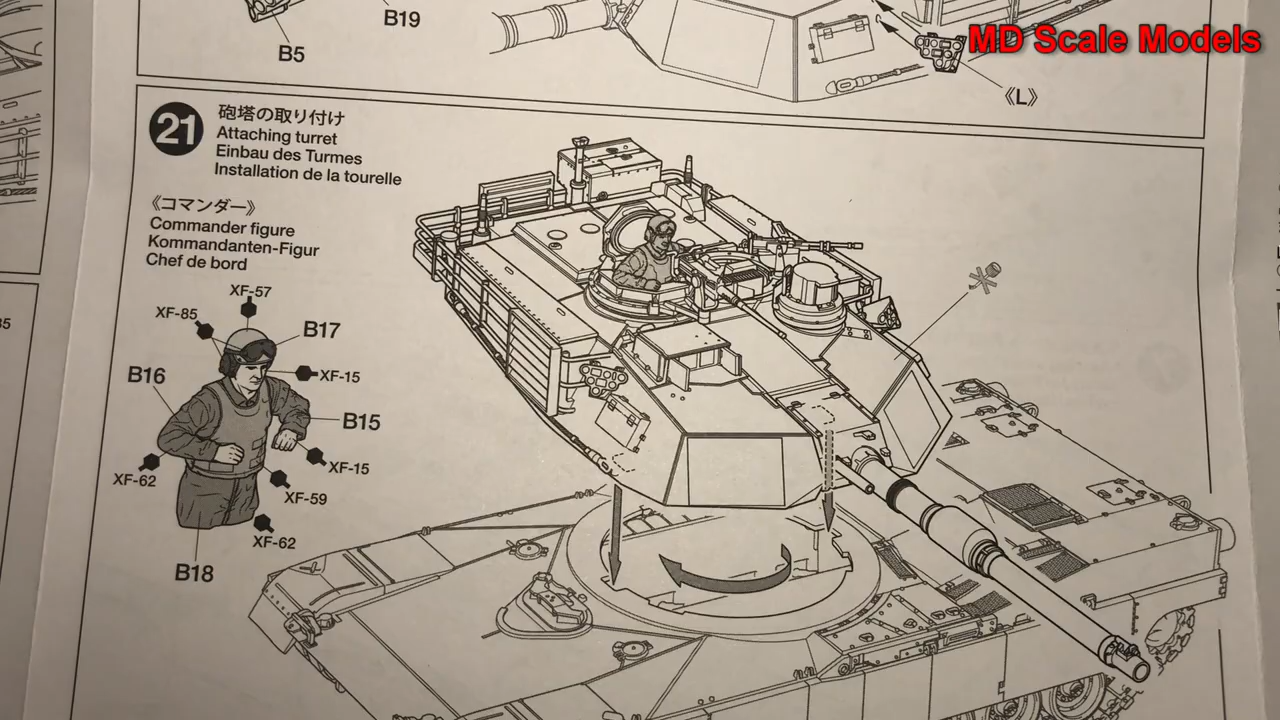 B19
B5
MD Scale Models
《L》
21
砲塔の取り付け
Attaching turret
Einbau des Turmes
Installation de la tourelle
《コマンダー》
Commander figure
Kommandanten-Figur
Chef de bord
XF-57
XF-85
B17
XF-15
B16
B15
XF-15
XF-62
XF-59
XF-62
B18